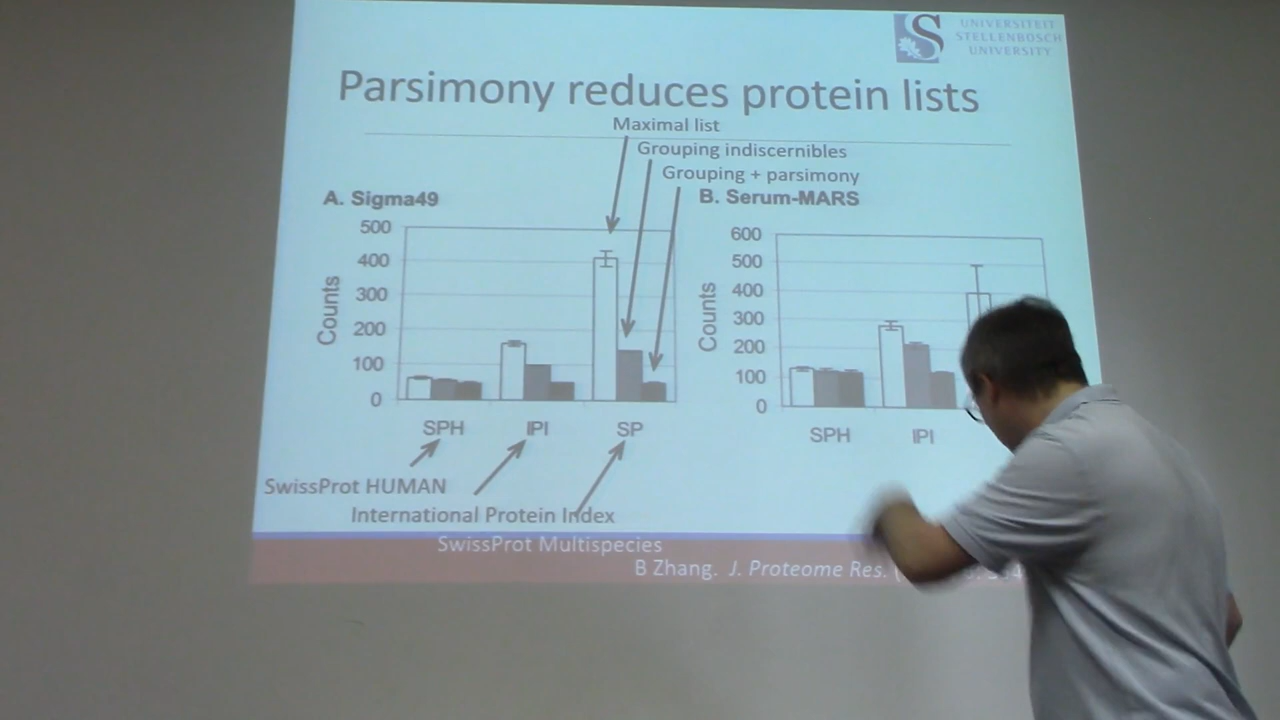 UNIVERSITEIT
STELLENBOSCH
UNIVERSITY
Parsimony reduces protein lists
Maximal list
Grouping indiscernibles
Grouping + parsimony
A. Sigma49
500
400
300
200
100
0
Counts
SPH
IPI
SP
B. Serum-MARS
600
500
400
300
200
100
0
Counts
SPH
IPI
SwissProt HUMAN
International Protein Index
SwissProt Multispecies
B Zhang. J. Proteome Res.